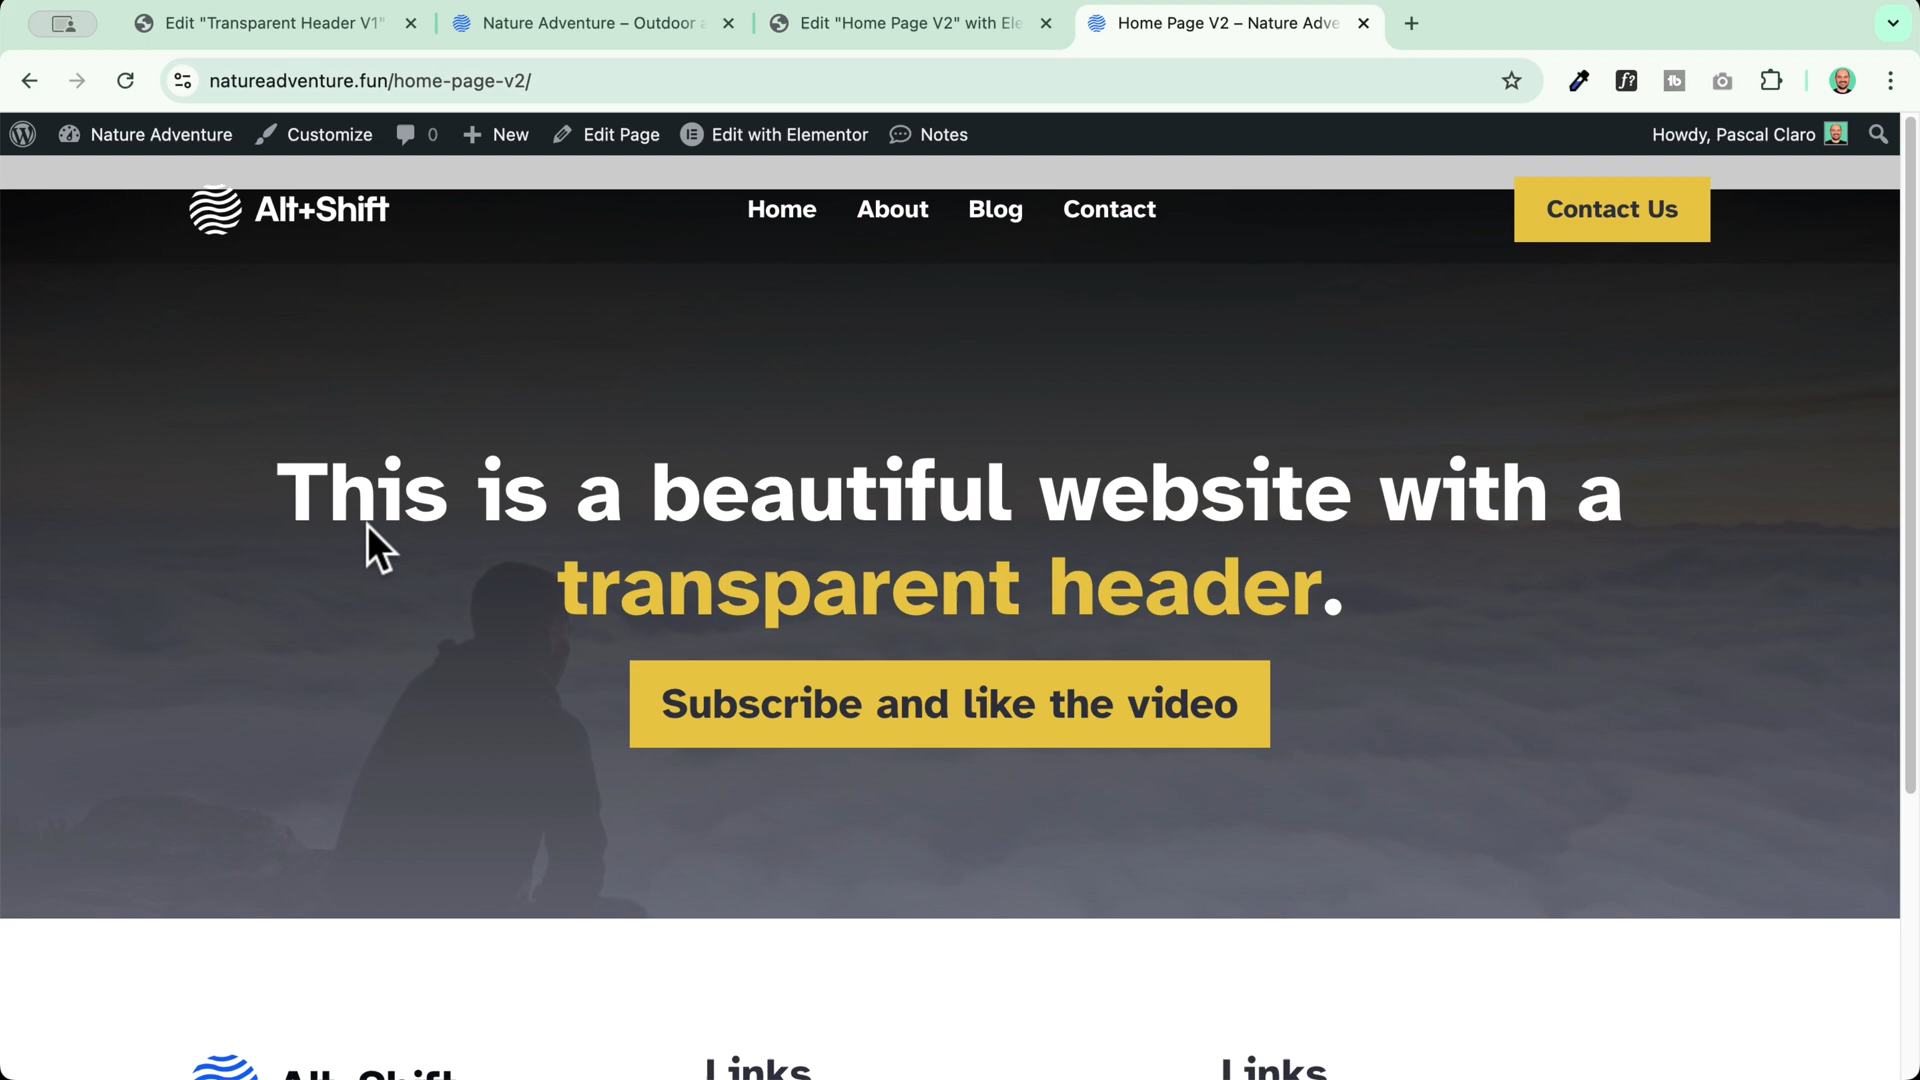 Edit "Transparent Header V1"
Nature Adventure – Outdoor a
Edit "Home Page V2" with Ele
Home Page V2 – Nature Adve
natureadventure.fun/home-page-v2/
f?
tb
Nature Adventure
Customize
0
New
Edit Page
Edit with Elementor
Notes
Howdy, Pascal Claro
Alt+Shift
Home
About
Blog
Contact
Contact Us
This is a beautiful website with a
transparent header.
Subscribe and like the video
Alt+Shift
Links
Links